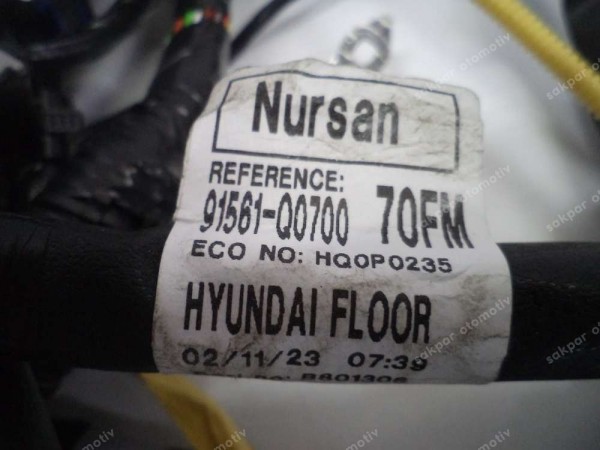 Nursan
REFERENCE:
91561-Q0700 70FM
ECO NO: HQ0P0235
HYUNDAI FLOOR
02/11/23 07:39
sakpar otomotiv